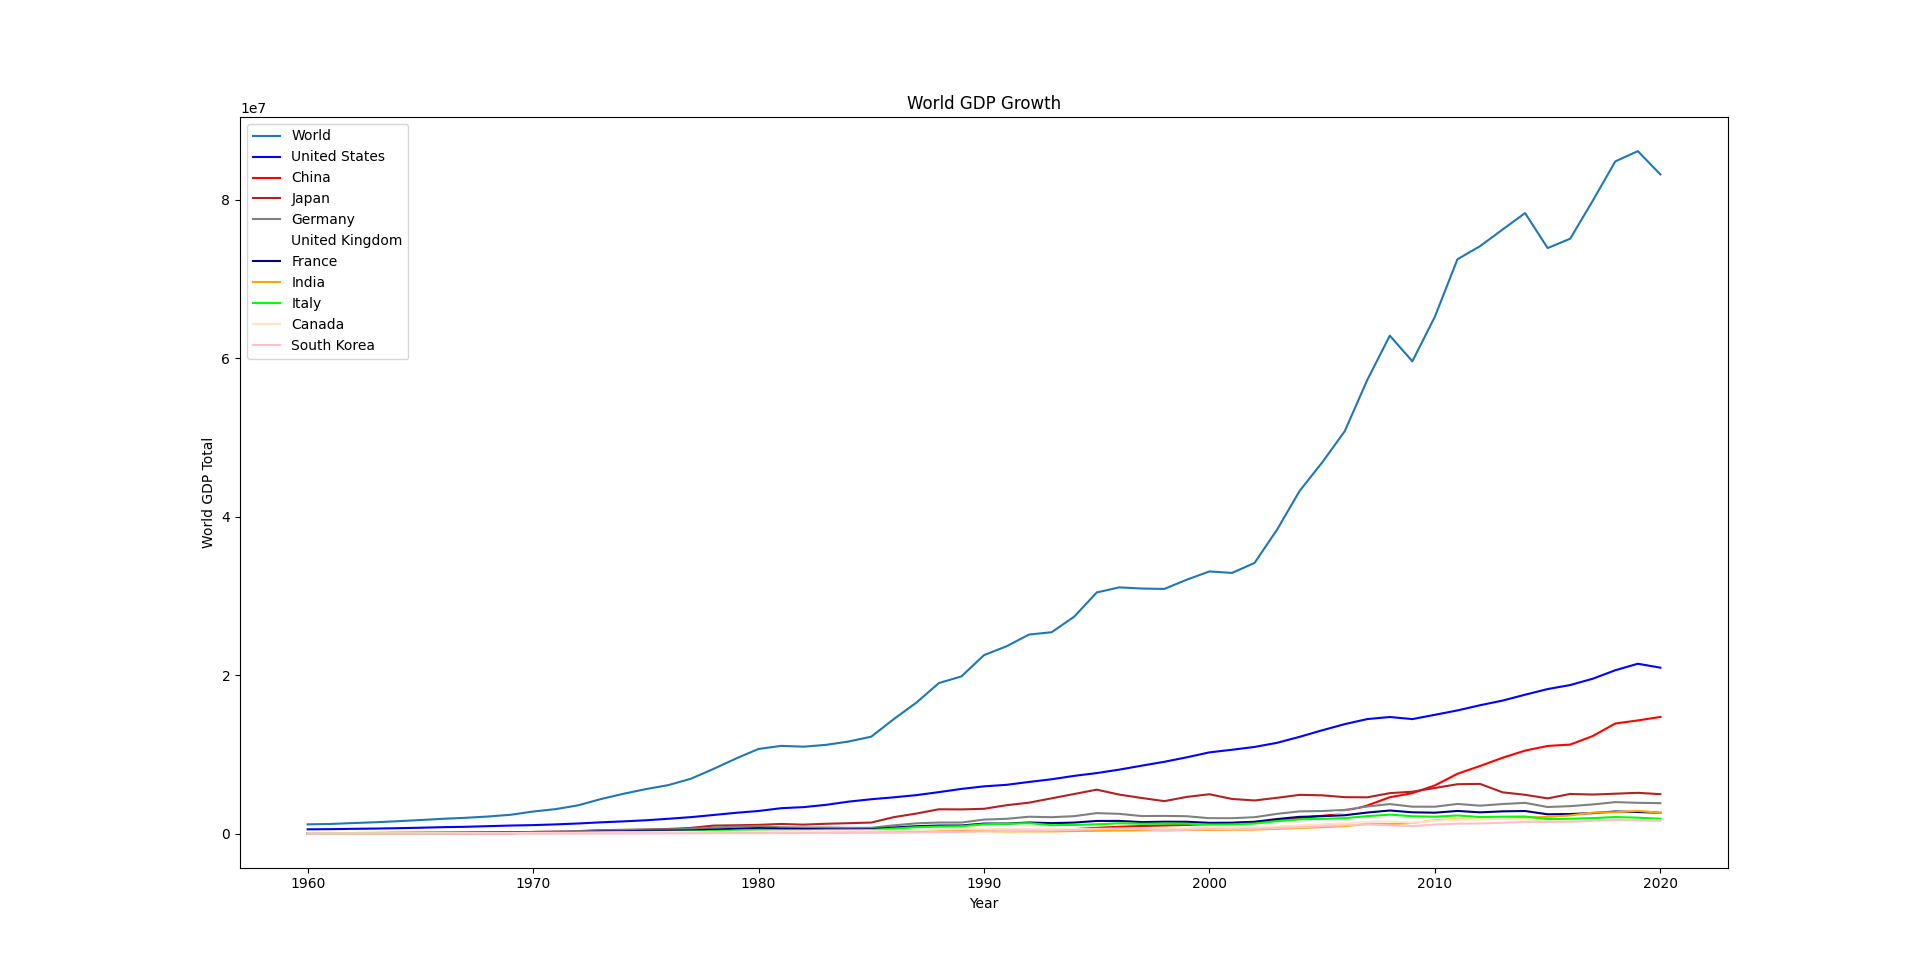 World GDP Growth
1e7
World
United States
China
Japan
Germany
United Kingdom
France
India
Italy
Canada
South Korea
8
6
4
2
0
World GDP Total
1960 1970 1980 1990 2000 2010 2020
Year